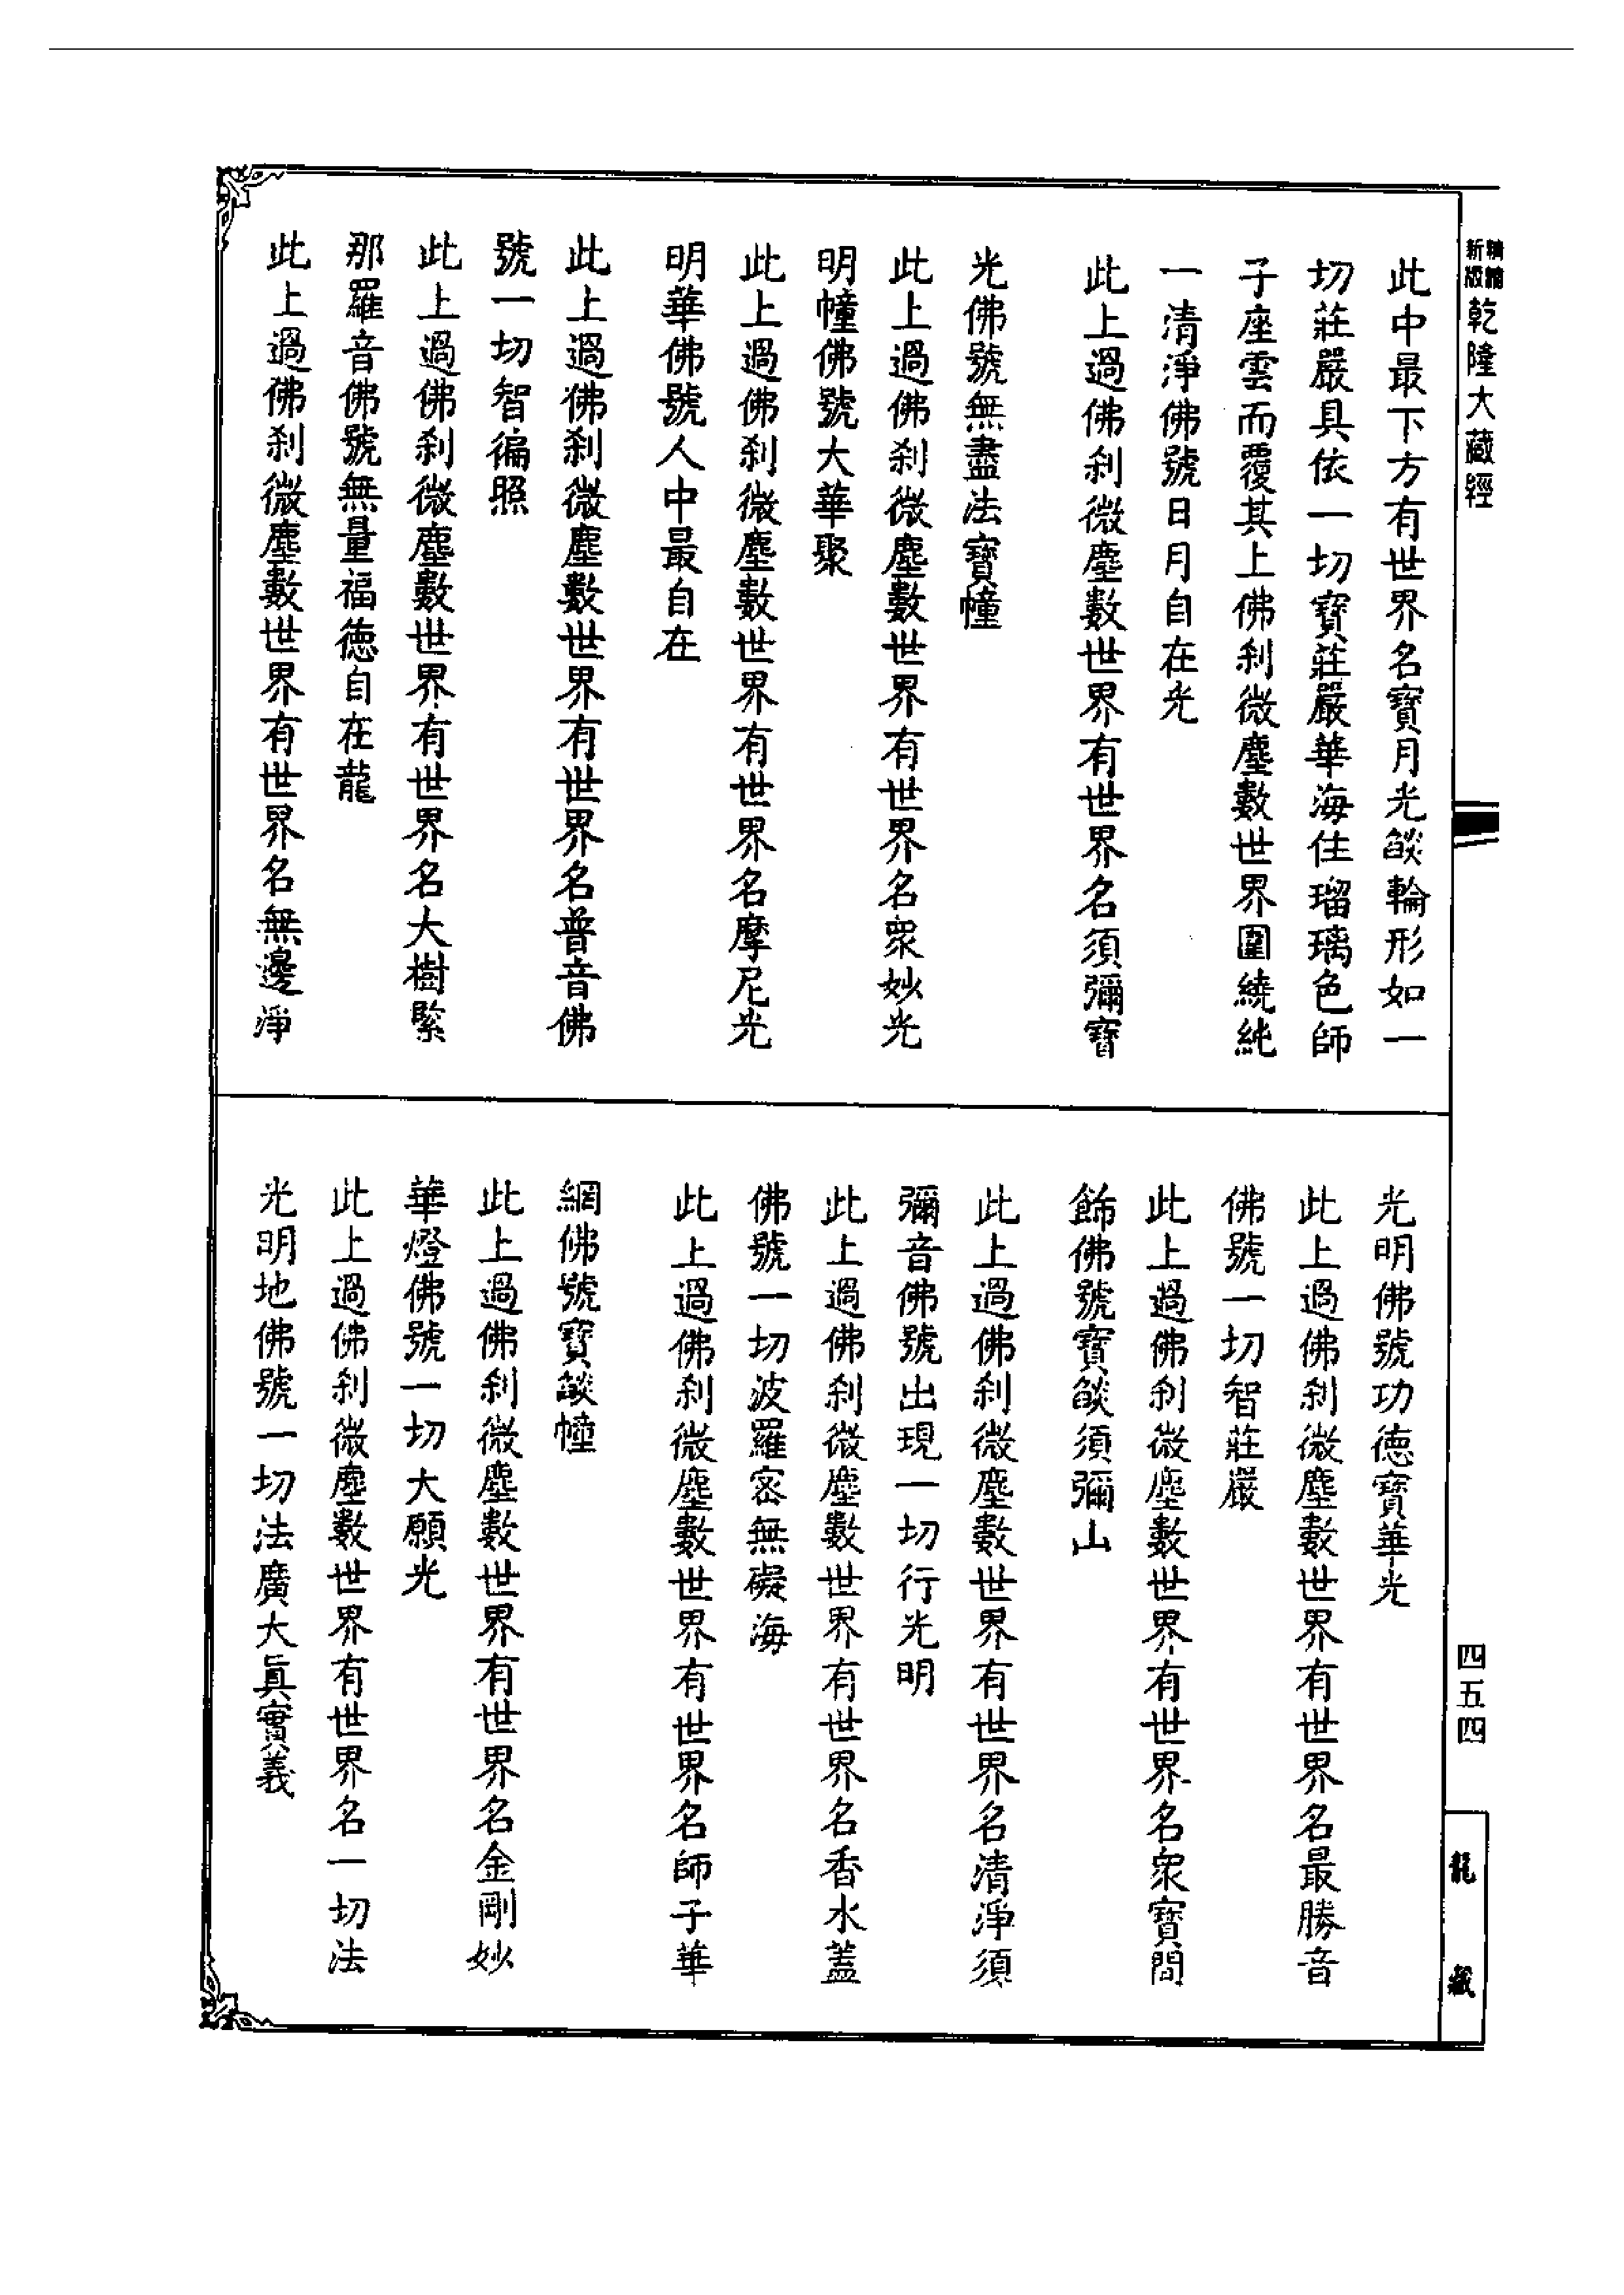 新版
精縮
乾隆大藏經
此中最下方有世界名寶月光燄輪形如一
切莊嚴具依一切寶莊嚴華海住瑠璃色師
子座雲而覆其上佛刹微塵數世界圍繞純
一清淨佛號日月自在光
此上過佛刹微塵數世界有世界名須彌寶
光佛號無盡法寶幢
此上過佛刹微塵數世界有世界名眾妙光
明幢佛號大華聚
此上過佛刹微塵數世界有世界名摩尼光
明華佛號人中最自在
此上過佛刹微塵數世界有世界名普音佛
號一切智徧照
此上過佛刹微塵數世界有世界名大樹緊
那羅音佛號無量福德自在龍
此上過佛刹微塵數世界有世界名無邊淨
光明佛號功德寶華光
此上過佛刹微塵數世界有世界名最勝音
佛號一切智莊嚴
此上過佛刹微塵數世界有世界名眾寶間
飾佛號寶燄須彌山
此上過佛刹微塵數世界有世界名清淨須
彌音佛號出現一切行光明
此上過佛刹微塵數世界有世界名香水蓋
佛號一切波羅密無礙海
此上過佛刹微塵數世界有世界名師子華
網佛號寶燄幢
此上過佛刹微塵數世界有世界名金剛妙
華燈佛號一切大願光
此上過佛刹微塵數世界有世界名一切法
光明地佛號一切法廣大真實義
四五四
龍藏